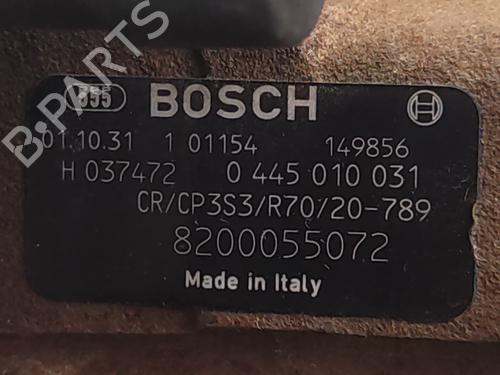 B-PARTS
855 BOSCH
01.10.31 1 01154 149856
H 037472 0 445 010 031
CR/CP3S3/R70/20-789
8200055072
Made in Italy